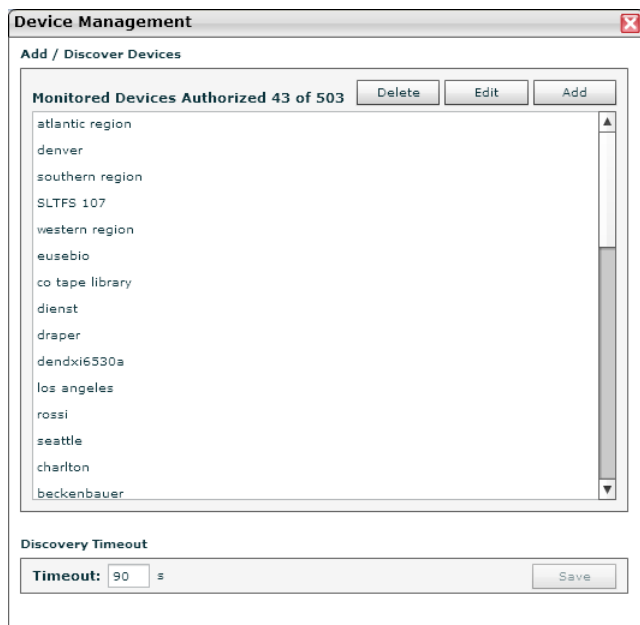 Device Management
Add / Discover Devices
Monitored Devices Authorized 43 of 503 Delete Edit Add
atlantic region
denver
southern region
SLTFS 107
western region
eusebio
co tape library
dienst
draper
dendxi6530a
los angeles
rossi
seattle
charlton
beckenbauer
Discovery Timeout
Timeout: 90 s Save